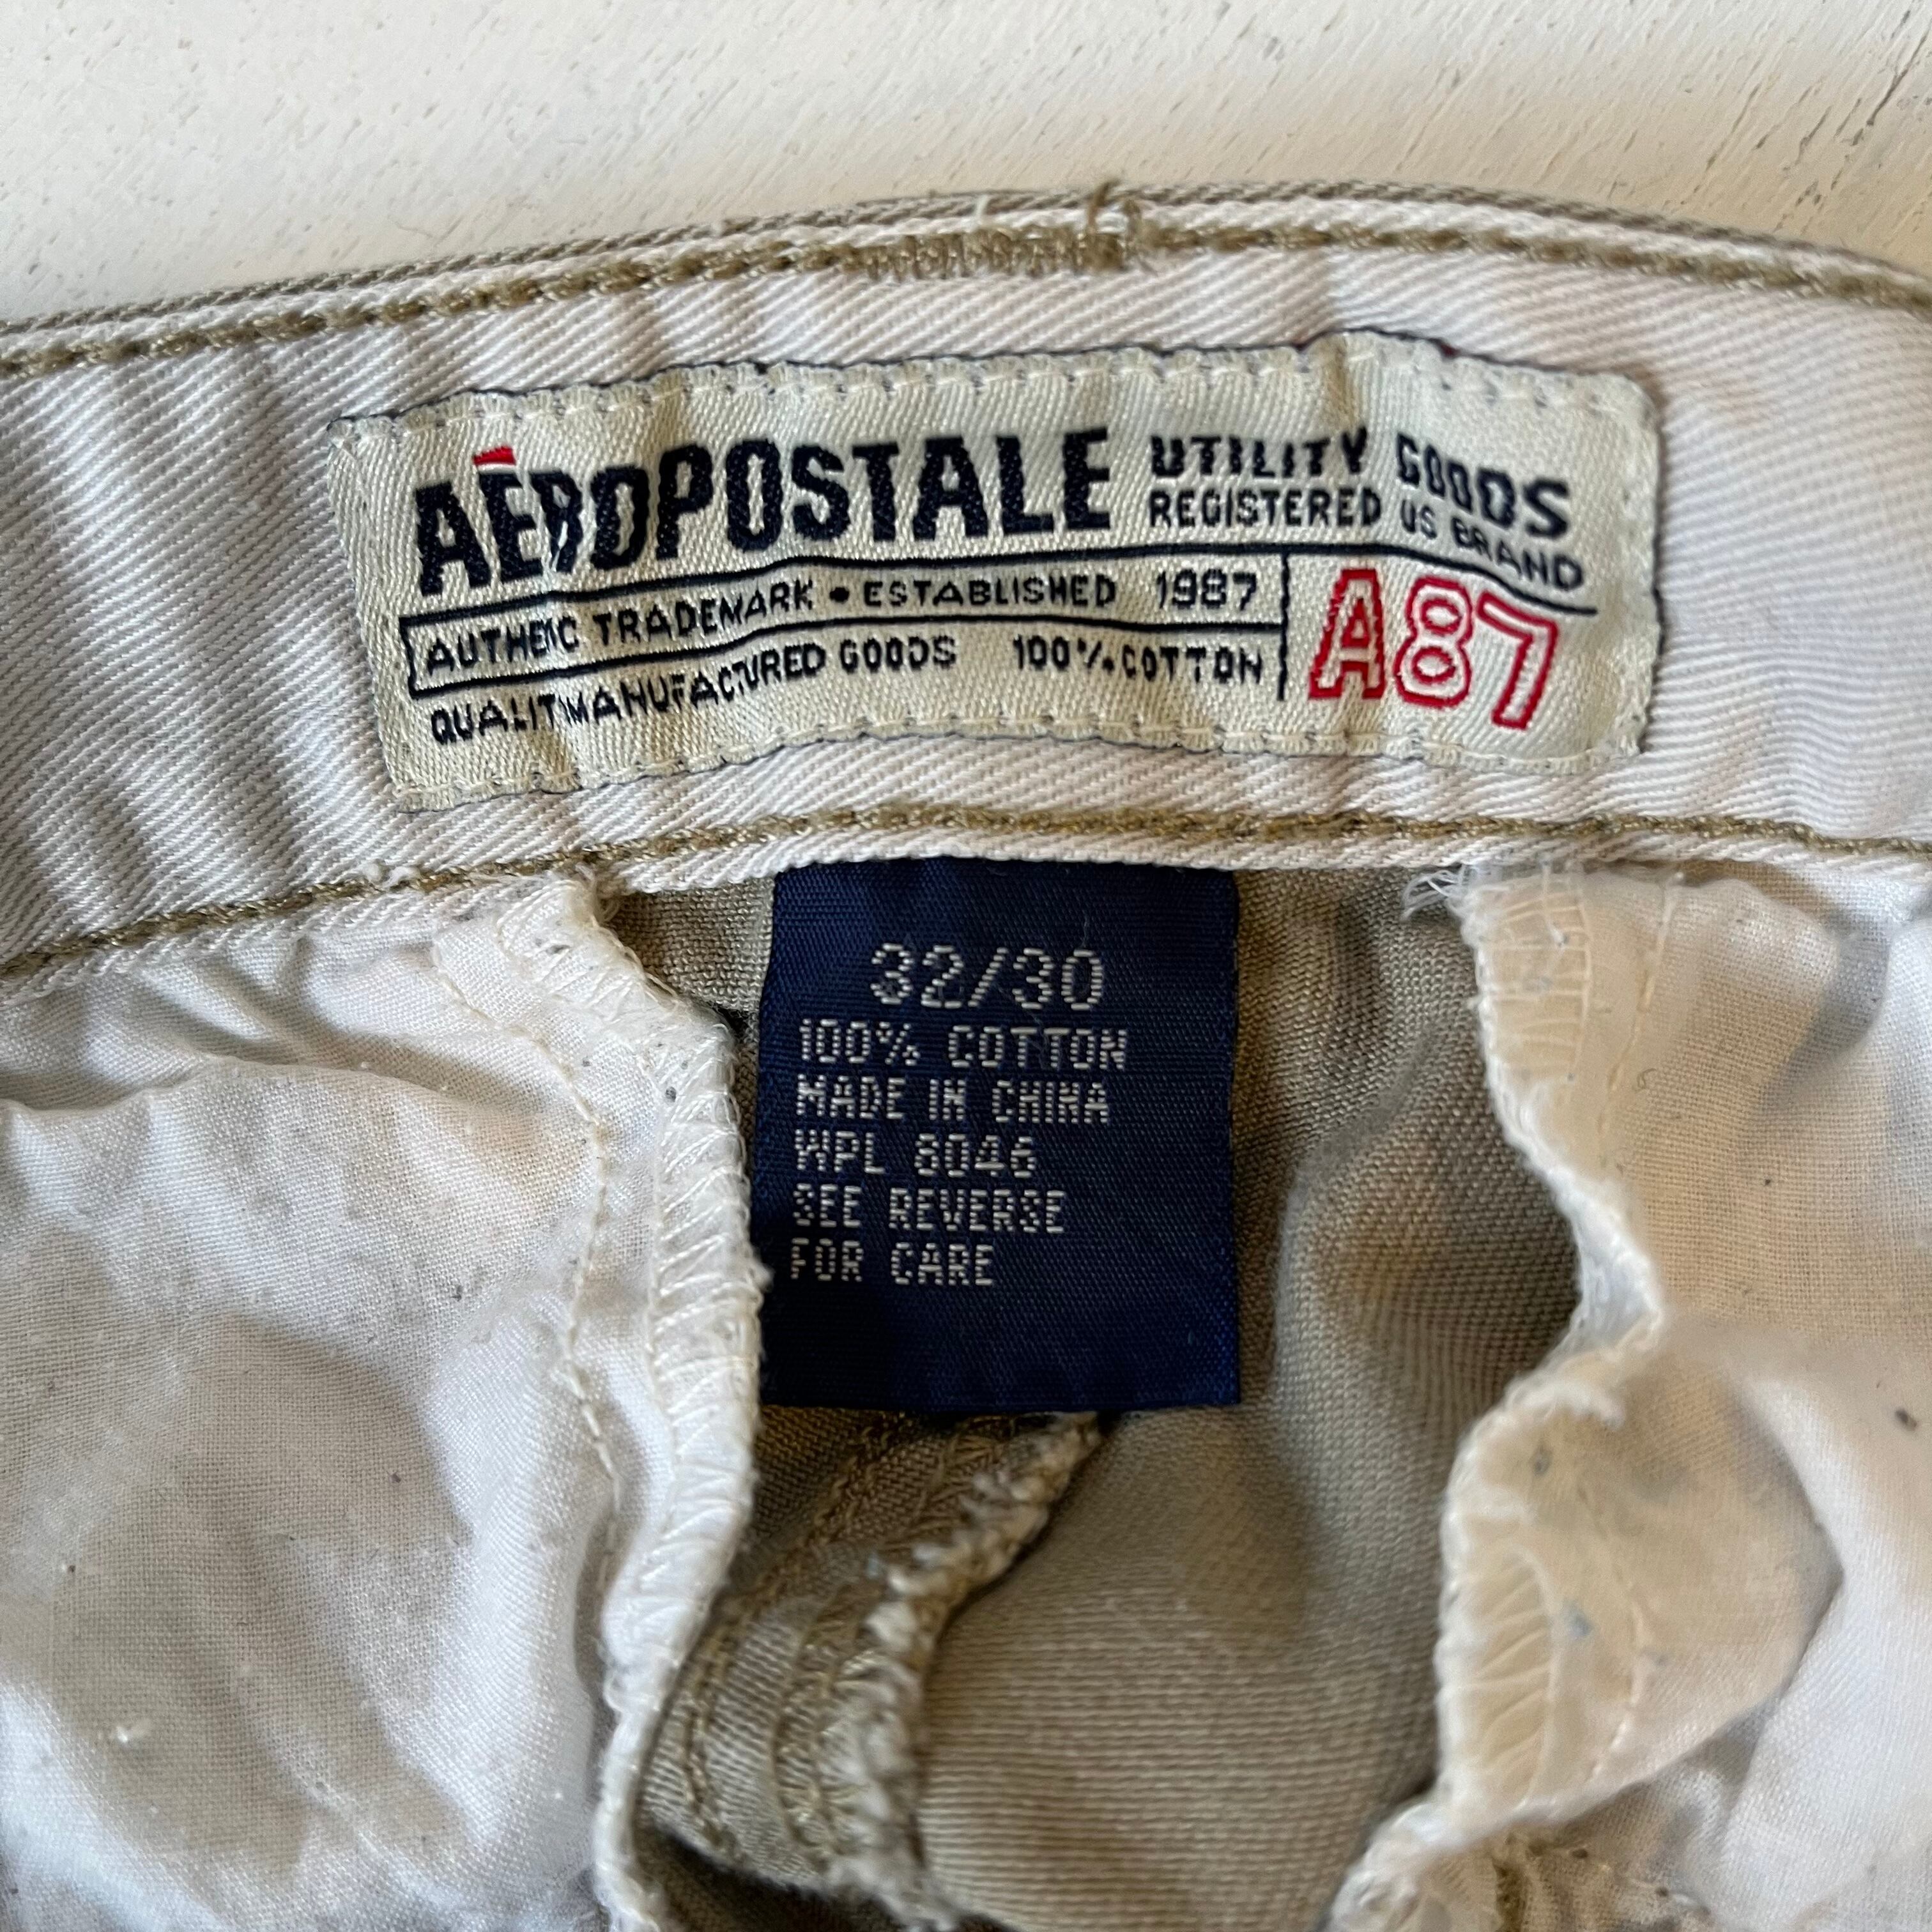 AÉROPOSTALE UTILITY GOODS
REGISTERED US BRAND
AUTHENTIC TRADEMARK • ESTABLISHED 1987
A87
QUALITY MANUFACTURED GOODS 100% COTTON
32/30
100% COTTON
MADE IN CHINA
WPL 8046
SEE REVERSE
FOR CARE